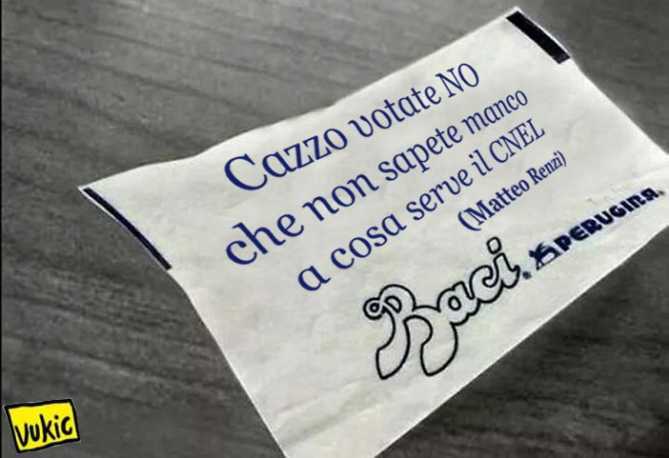 Cazzo votate NO
che non sapete manco
a cosa serve il CNEL
(Matteo Renzi)
Baci® PERUGINA®
vukic